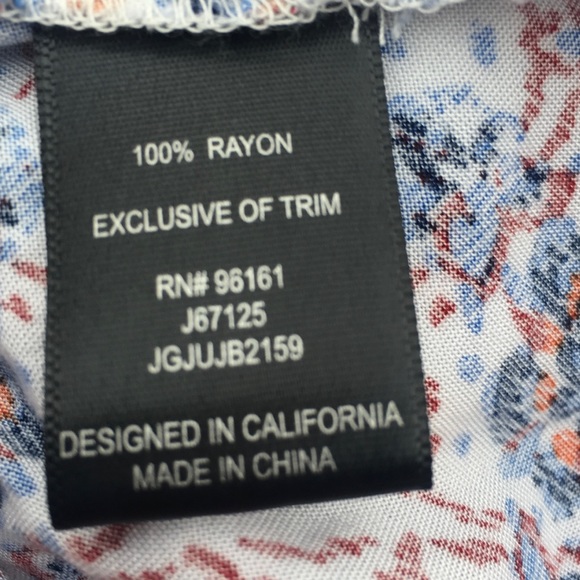 100% RAYON
EXCLUSIVE OF TRIM
RN# 96161
J67125
JGJUJB2159
DESIGNED IN CALIFORNIA
MADE IN CHINA